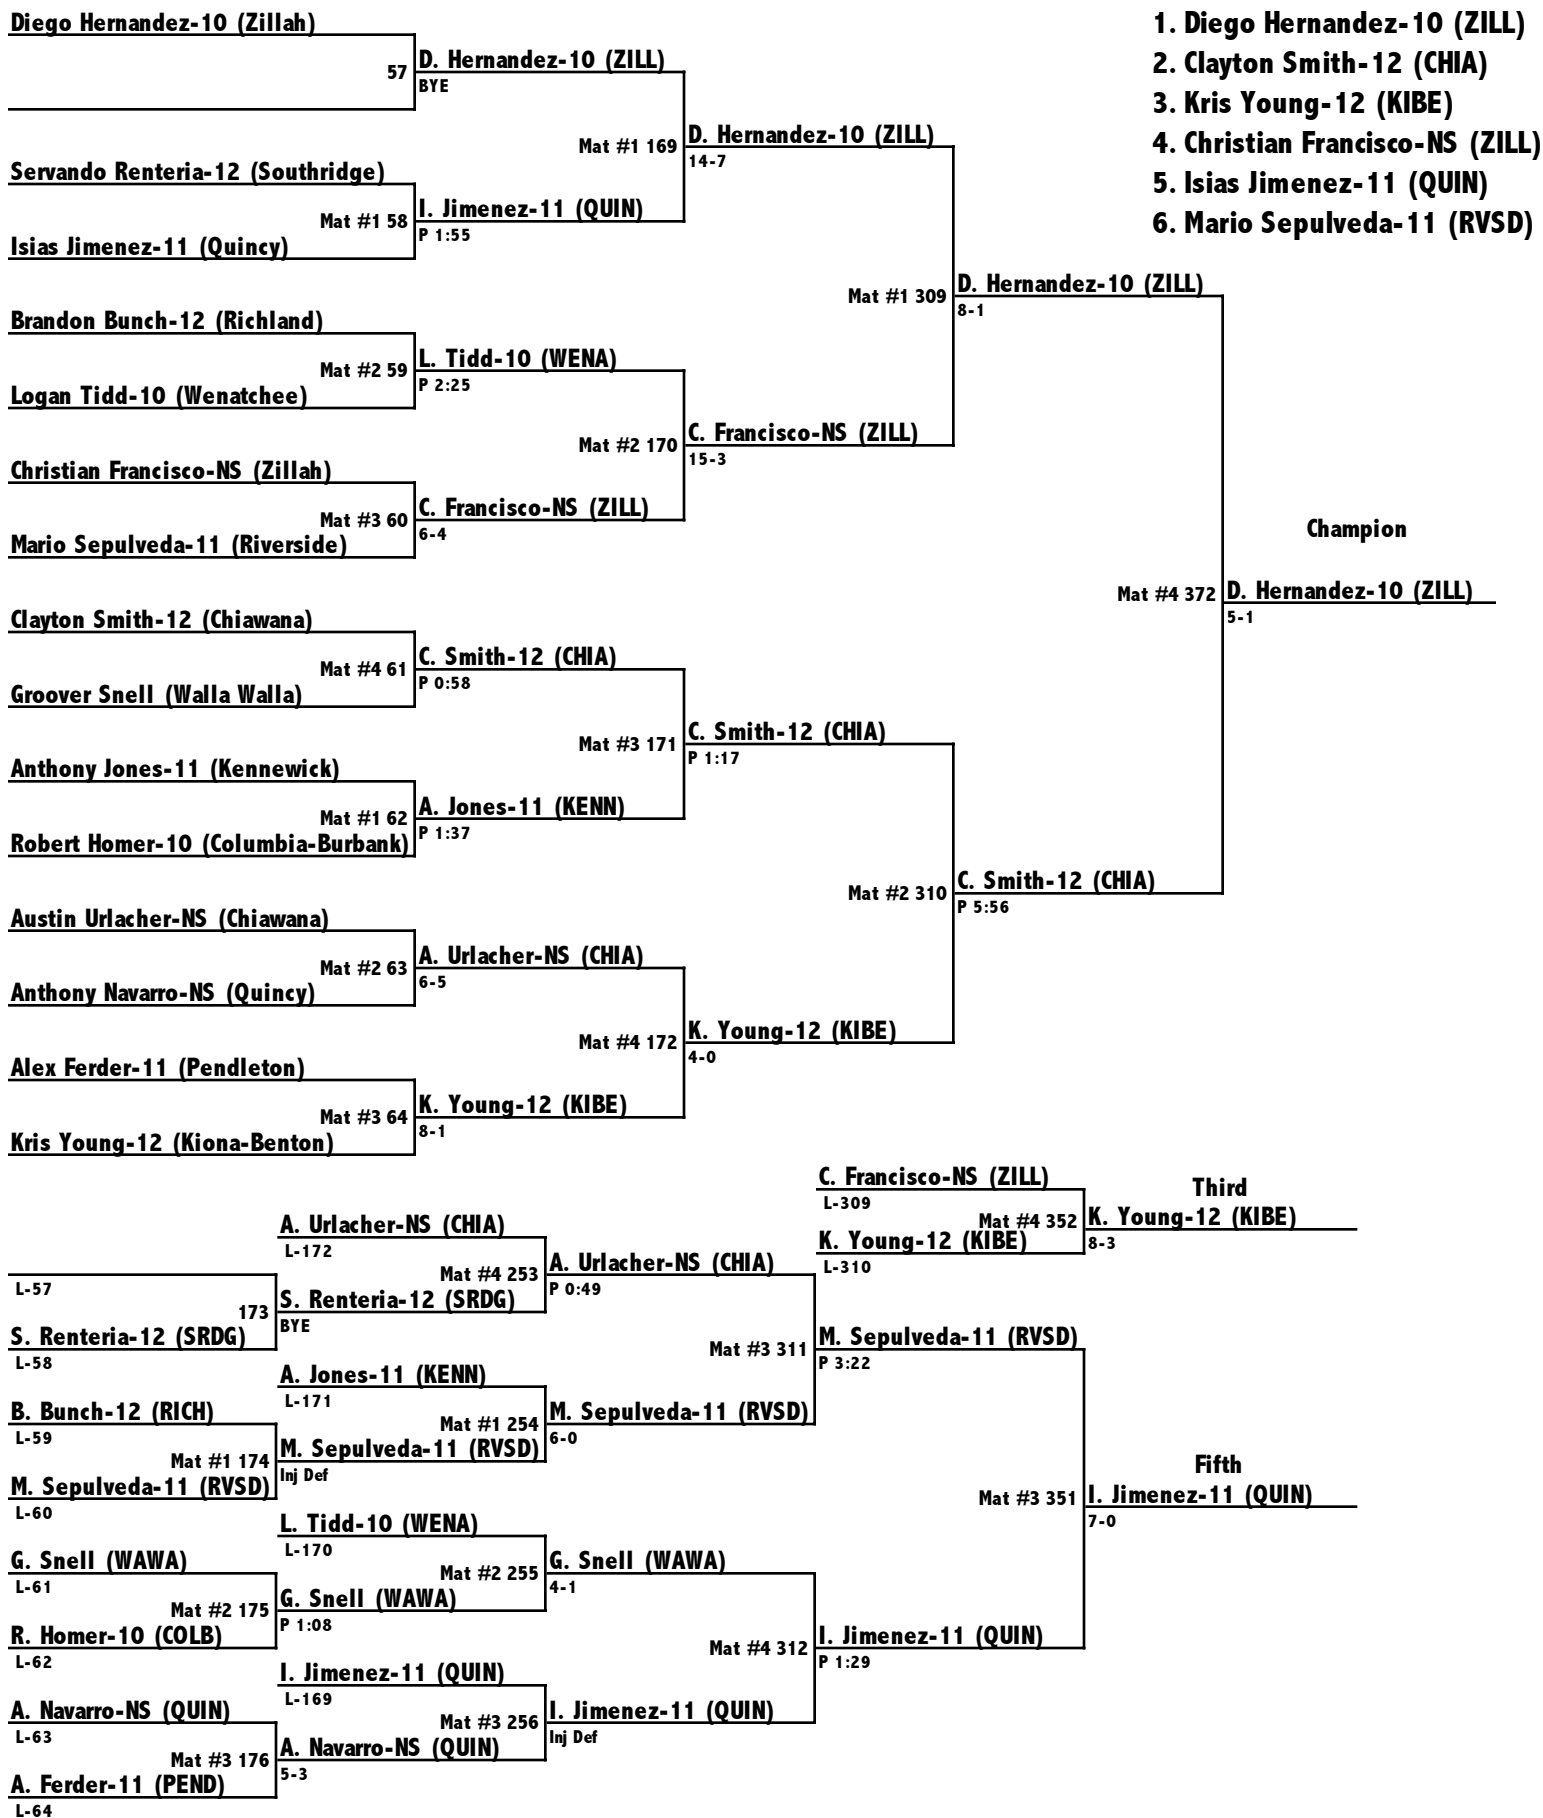 Diego Hernandez-10 (Zillah)
57
D. Hernandez-10 (ZILL)
BYE
Servando Renteria-12 (Southridge)
Mat #1 58
Isias Jimenez-11 (Quincy)
I. Jimenez-11 (QUIN)
P 1:55
Mat #1 169
D. Hernandez-10 (ZILL)
14-7
Brandon Bunch-12 (Richland)
Mat #2 59
Logan Tidd-10 (Wenatchee)
L. Tidd-10 (WENA)
P 2:25
Christian Francisco-NS (Zillah)
Mat #3 60
Mario Sepulveda-11 (Riverside)
C. Francisco-NS (ZILL)
6-4
Mat #2 170
C. Francisco-NS (ZILL)
15-3
Mat #1 309
D. Hernandez-10 (ZILL)
8-1
Clayton Smith-12 (Chiawana)
Mat #4 61
Groover Snell (Walla Walla)
C. Smith-12 (CHIA)
P 0:58
Anthony Jones-11 (Kennewick)
Mat #1 62
Robert Homer-10 (Columbia-Burbank)
A. Jones-11 (KENN)
P 1:37
Mat #3 171
C. Smith-12 (CHIA)
P 1:17
Austin Urlacher-NS (Chiawana)
Mat #2 63
Anthony Navarro-NS (Quincy)
A. Urlacher-NS (CHIA)
6-5
Alex Ferder-11 (Pendleton)
Mat #3 64
Kris Young-12 (Kiona-Benton)
K. Young-12 (KIBE)
8-1
Mat #4 172
K. Young-12 (KIBE)
4-0
Mat #2 310
C. Smith-12 (CHIA)
P 5:56
Champion
Mat #4 372
D. Hernandez-10 (ZILL)
5-1
1. Diego Hernandez-10 (ZILL)
2. Clayton Smith-12 (CHIA)
3. Kris Young-12 (KIBE)
4. Christian Francisco-NS (ZILL)
5. Isias Jimenez-11 (QUIN)
6. Mario Sepulveda-11 (RVSD)
C. Francisco-NS (ZILL)
L-309
Mat #4 352
K. Young-12 (KIBE)
L-310
Third
K. Young-12 (KIBE)
8-3
L-57
173
S. Renteria-12 (SRDG)
L-58
A. Urlacher-NS (CHIA)
L-172
Mat #4 253
S. Renteria-12 (SRDG)
BYE
A. Urlacher-NS (CHIA)
P 0:49
B. Bunch-12 (RICH)
L-59
Mat #1 174
M. Sepulveda-11 (RVSD)
L-60
A. Jones-11 (KENN)
L-171
Mat #1 254
M. Sepulveda-11 (RVSD)
Inj Def
M. Sepulveda-11 (RVSD)
6-0
Mat #3 311
M. Sepulveda-11 (RVSD)
P 3:22
G. Snell (WAWA)
L-61
Mat #2 175
R. Homer-10 (COLB)
L-62
L. Tidd-10 (WENA)
L-170
Mat #2 255
G. Snell (WAWA)
P 1:08
G. Snell (WAWA)
4-1
A. Navarro-NS (QUIN)
L-63
Mat #3 176
A. Ferder-11 (PEND)
L-64
I. Jimenez-11 (QUIN)
L-169
Mat #3 256
A. Navarro-NS (QUIN)
5-3
I. Jimenez-11 (QUIN)
Inj Def
Mat #4 312
I. Jimenez-11 (QUIN)
P 1:29
Fifth
Mat #3 351
I. Jimenez-11 (QUIN)
7-0